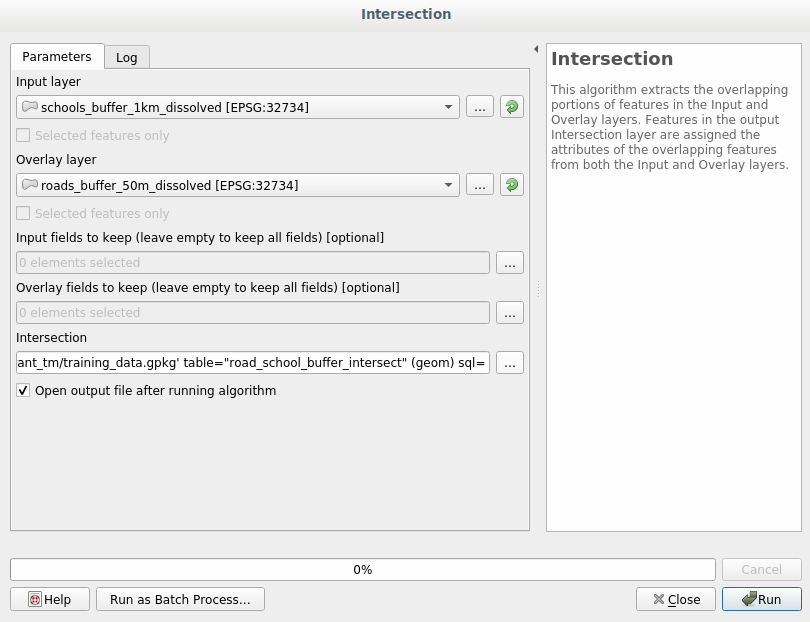 Intersection
Parameters
Log
Input layer
schools_buffer_1km_dissolved [EPSG:32734]
...
Selected features only
Overlay layer
roads_buffer_50m_dissolved [EPSG:32734]
...
Selected features only
Input fields to keep (leave empty to keep all fields) [optional]
0 elements selected
...
Overlay fields to keep (leave empty to keep all fields) [optional]
0 elements selected
...
Intersection
ant_tm/training_data.gpkg' table="road_school_buffer_intersect" (geom) sql=
...
Open output file after running algorithm
Intersection
This algorithm extracts the overlapping
portions of features in the Input and
Overlay layers. Features in the output
Intersection layer are assigned the
attributes of the overlapping features
from both the Input and Overlay layers.
0%
Cancel
Help
Run as Batch Process...
Close
Run